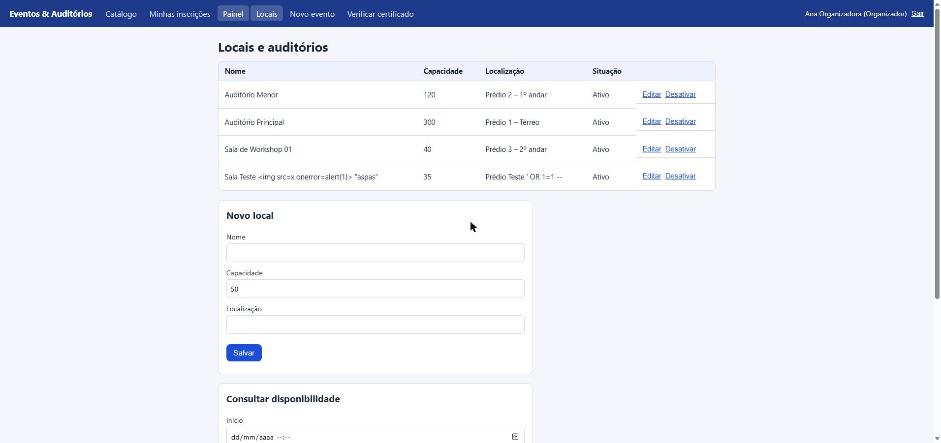 Eventos & Auditórios Catálogo Minhas inscrições Painel Locais Novo evento Verificar certificado Ana Organizadora (Organizador) Sair
Locais e auditórios
Nome Capacidade Localização Situação
Auditório Menor 120 Prédio 2 – 1º andar Ativo Editar Desativar
Auditório Principal 300 Prédio 1 – Térreo Ativo Editar Desativar
Sala de Workshop 01 40 Prédio 3 – 2º andar Ativo Editar Desativar
Sala Teste <img src=x onerror=alert(1)> "aspas" 35 Prédio Teste ' OR 1=1 -- Ativo Editar Desativar
Novo local
Nome
Capacidade
50
Localização
Salvar
Consultar disponibilidade
Início
dd/mm/aaaa --:--